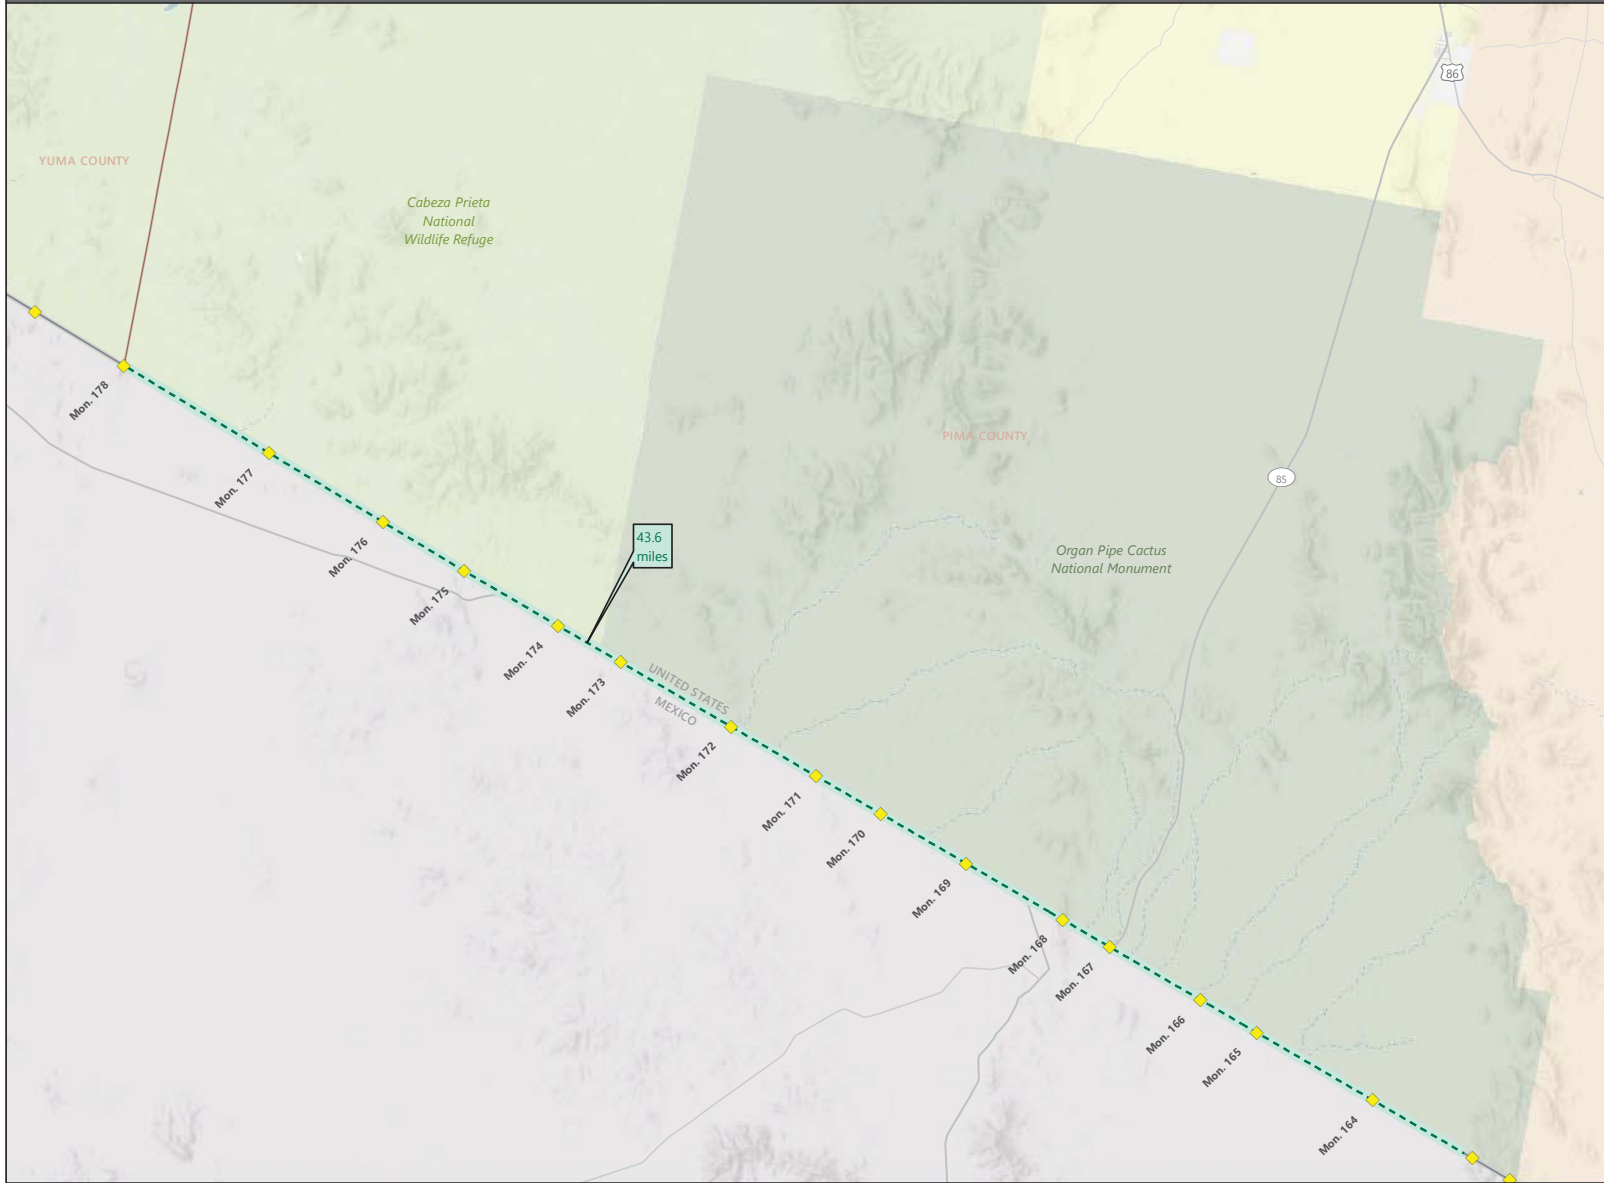 86
YUMA COUNTY
Cabeza Prieta
National
Wildlife Refuge
Mon. 178
PIMA COUNTY
Mon. 177
85
43.6
miles
Mon. 176
Organ Pipe Cactus
National Monument
Mon. 175
Mon. 174
UNITED STATES
MEXICO
Mon. 173
Mon. 172
Mon. 171
Mon. 170
Mon. 169
Mon. 168
Mon. 167
Mon. 166
Mon. 165
Mon. 164